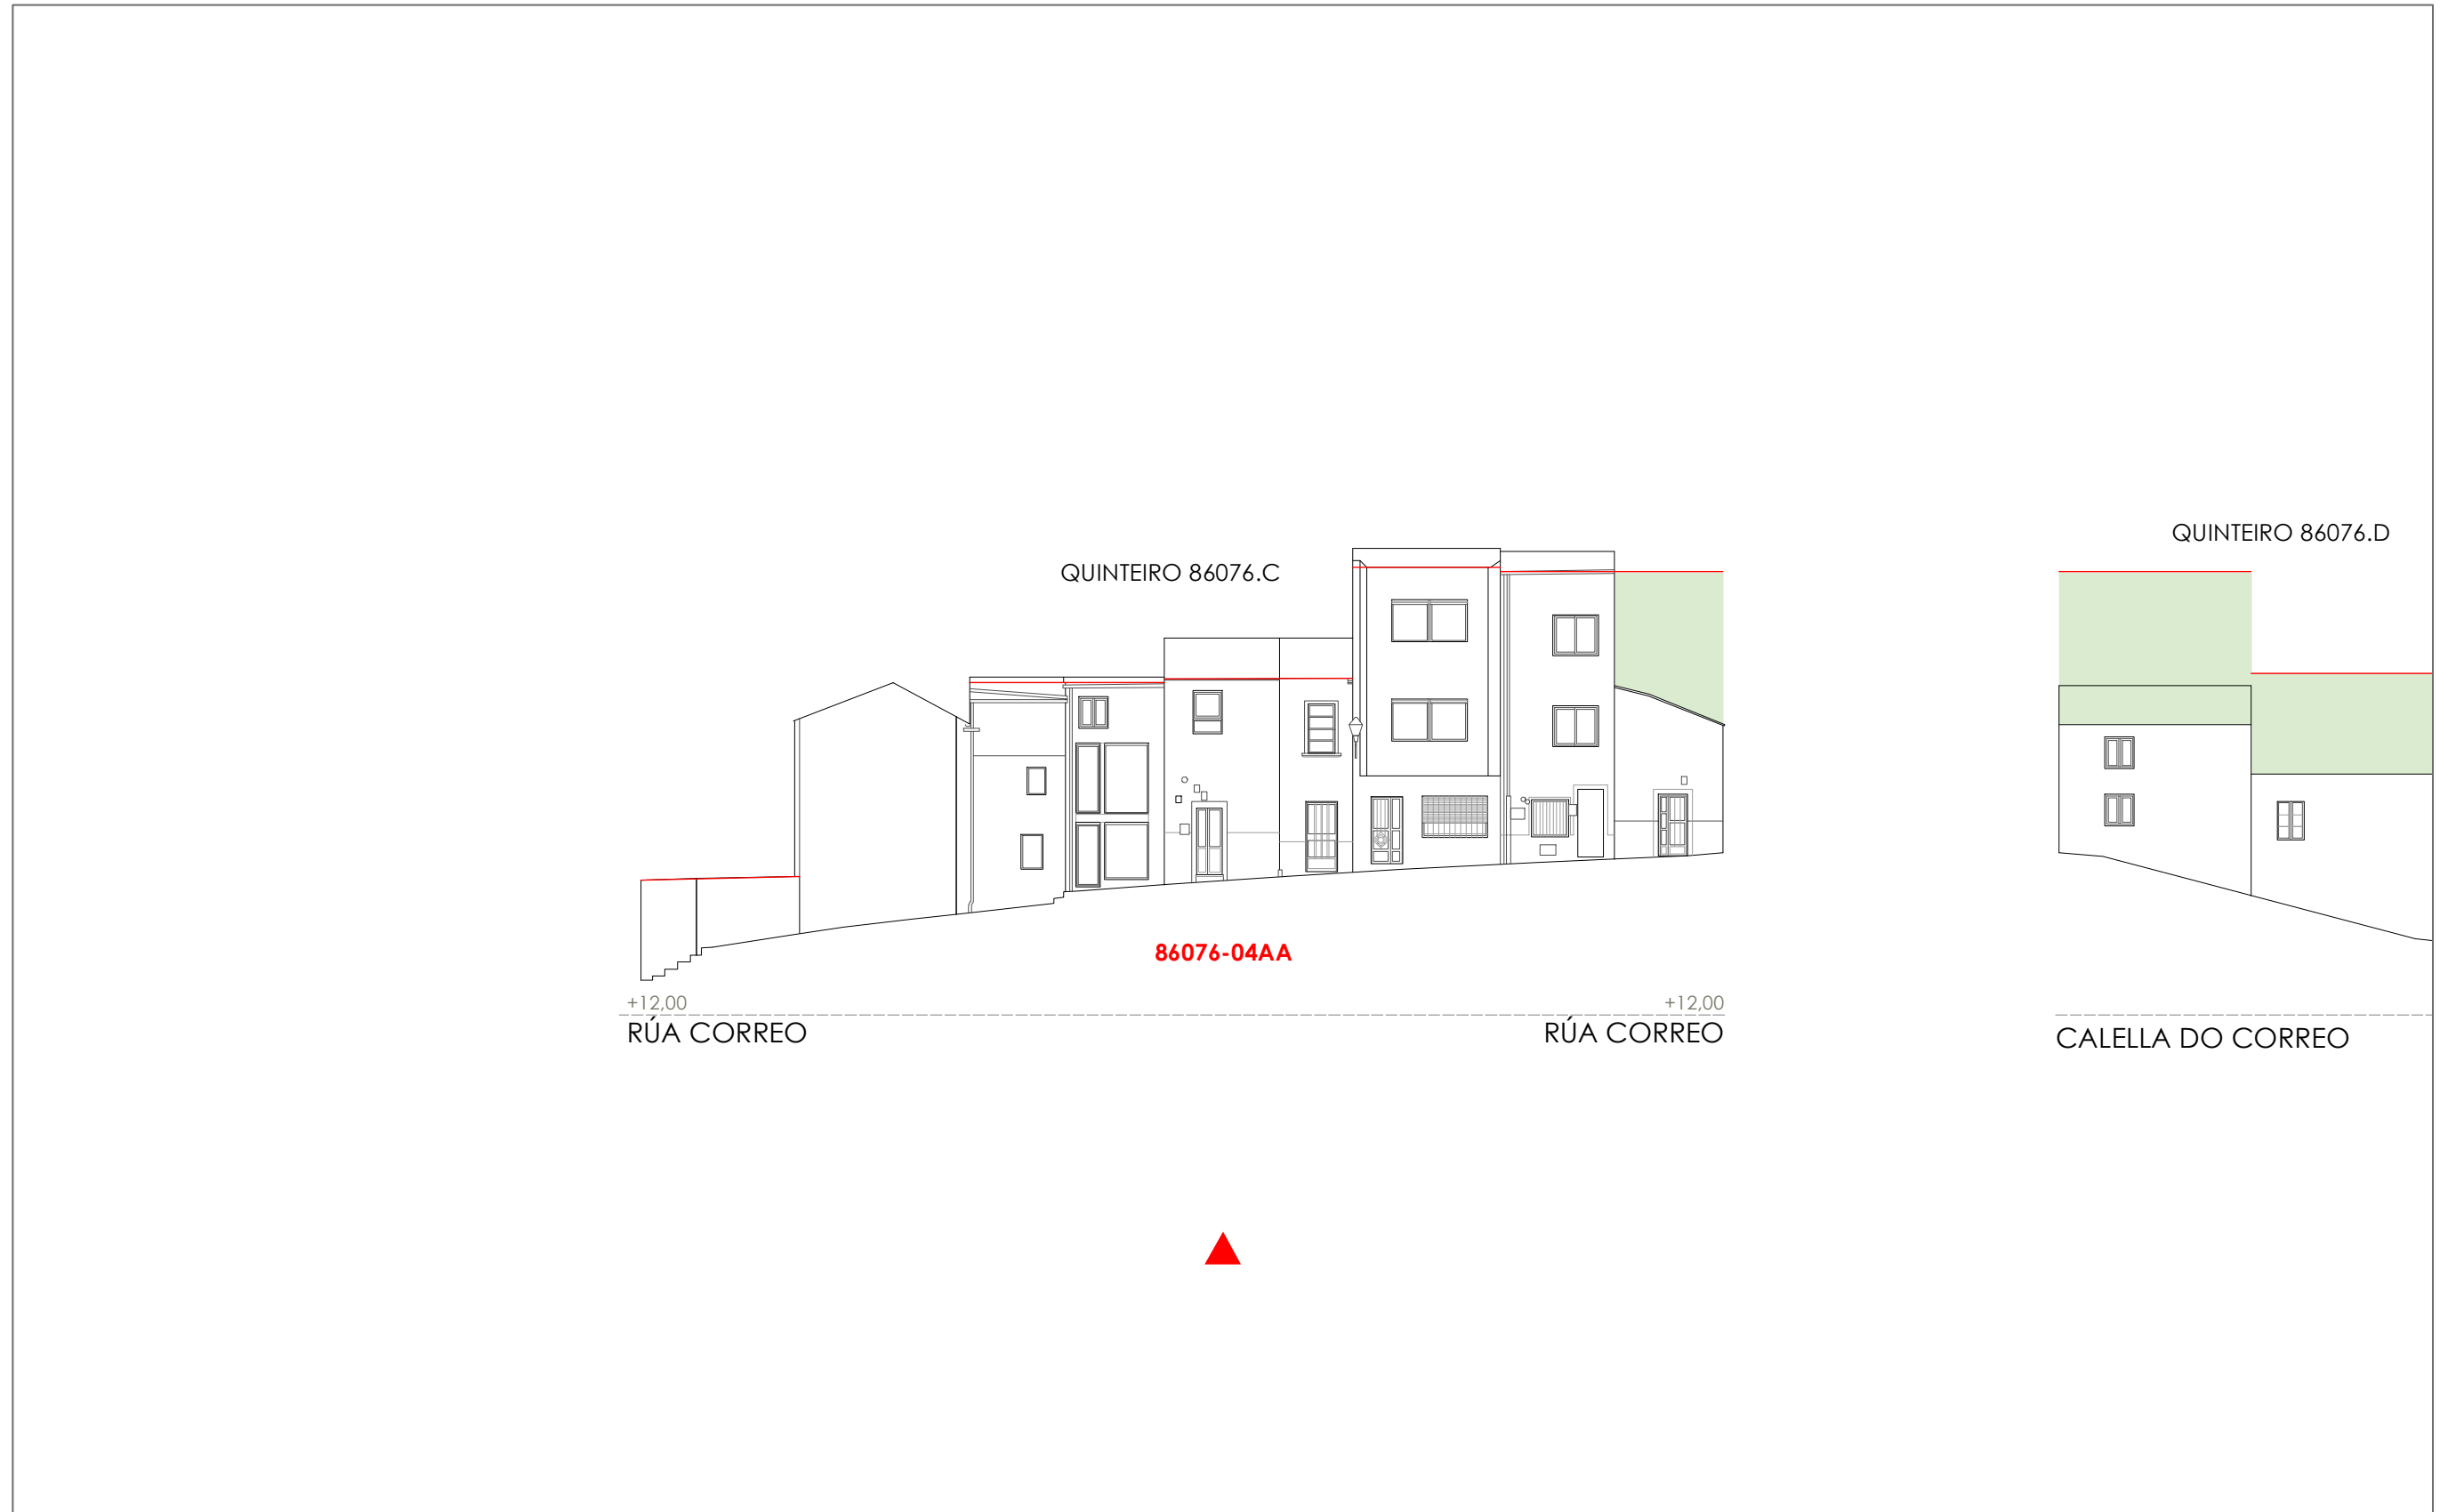 QUINTEIRO 86076.D
QUINTEIRO 86076.C
86076-04AA
+12,00
+12,00
RÚA CORREO
RÚA CORREO
CALELLA DO CORREO